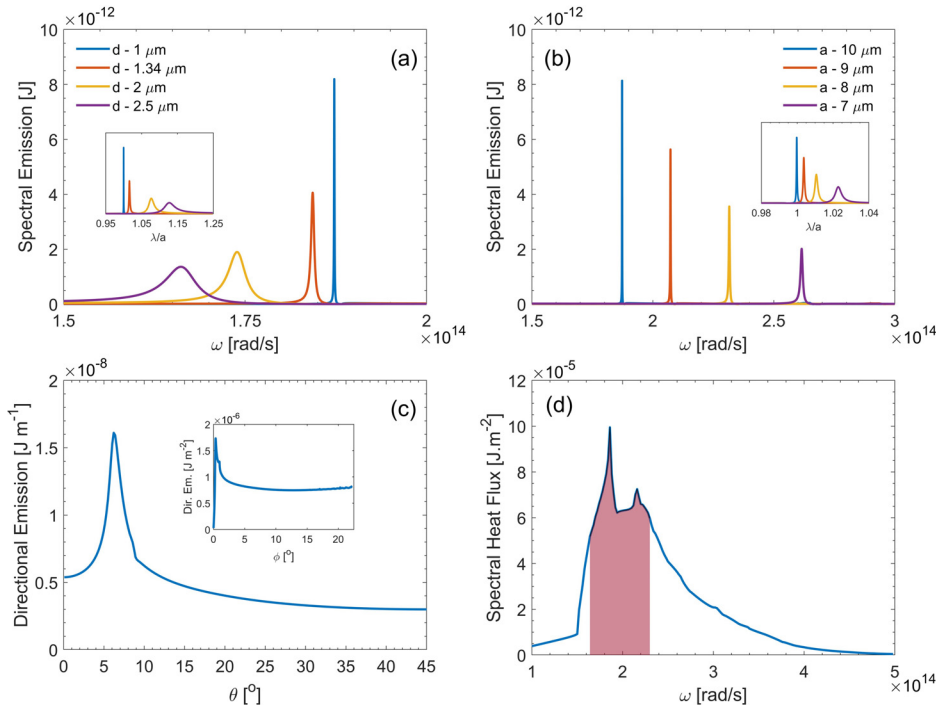 ×10⁻¹²
10
8
6
4
2
0
Spectral Emission [J]
d - 1 μm
d - 1.34 μm
d - 2 μm
d - 2.5 μm
(a)
0.95 1.05 1.15 1.25
λ/a
1.5 1.75 2
ω [rad/s]
×10¹⁴
×10⁻¹²
10
8
6
4
2
0
Spectral Emission [J]
(b)
a - 10 μm
a - 9 μm
a - 8 μm
a - 7 μm
0.98 1 1.02 1.04
λ/a
1.5 2 2.5 3
ω [rad/s]
×10¹⁴
×10⁻⁸
2
1.5
1
0.5
0
Directional Emission [J m⁻¹]
(c)
×10⁻⁶
2
1.5
1
0.5
0
Dir. Em. [J m⁻²]
0 5 10 15 20
ϕ [°]
0 5 10 15 20 25 30 35 40 45
θ [°]
×10⁻⁵
12
10
8
6
4
2
0
Spectral Heat Flux [J.m⁻²]
(d)
1 2 3 4 5
ω [rad/s]
×10¹⁴